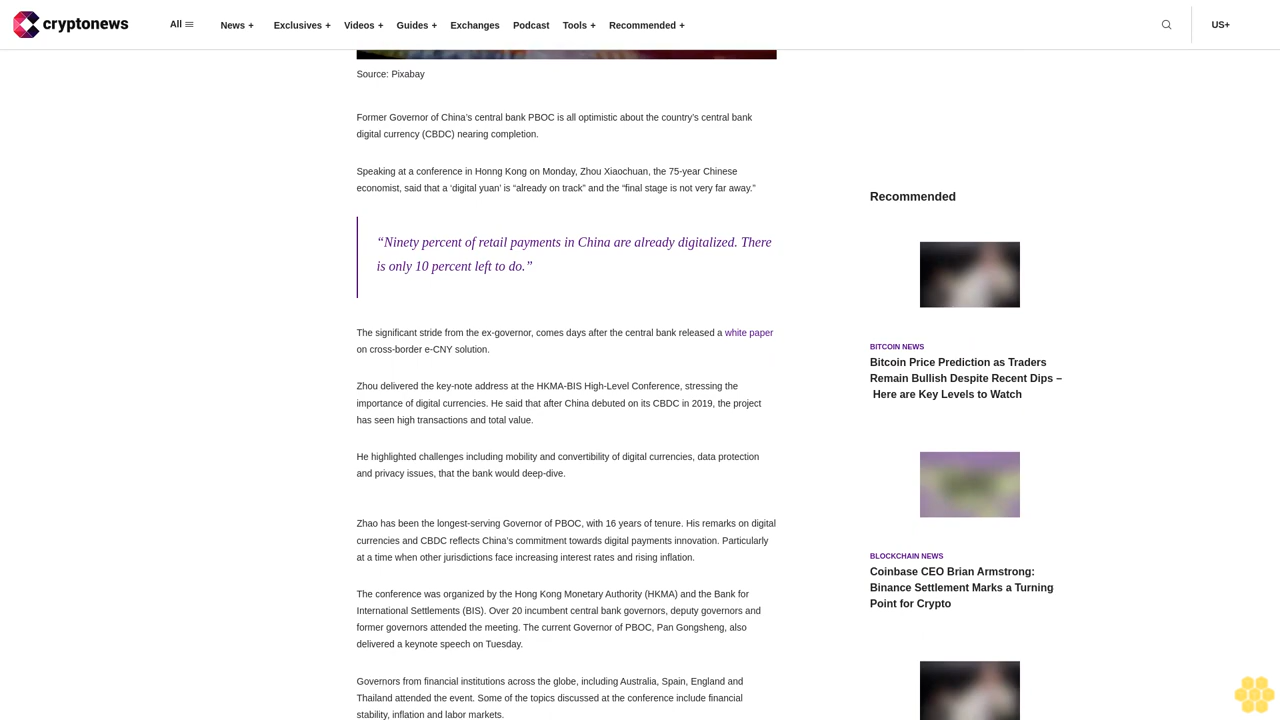 cryptonews
All
News +
Exclusives +
Videos +
Guides +
Exchanges
Podcast
Tools +
Recommended +
US+
Source: Pixabay
Former Governor of China’s central bank PBOC is all optimistic about the country’s central bank
digital currency (CBDC) nearing completion.
Speaking at a conference in Honng Kong on Monday, Zhou Xiaochuan, the 75-year Chinese
economist, said that a ‘digital yuan’ is “already on track” and the “final stage is not very far away.”
“Ninety percent of retail payments in China are already digitalized. There
is only 10 percent left to do.”
The significant stride from the ex-governor, comes days after the central bank released a white paper
on cross-border e-CNY solution.
Zhou delivered the key-note address at the HKMA-BIS High-Level Conference, stressing the
importance of digital currencies. He said that after China debuted on its CBDC in 2019, the project
has seen high transactions and total value.
He highlighted challenges including mobility and convertibility of digital currencies, data protection
and privacy issues, that the bank would deep-dive.
Zhao has been the longest-serving Governor of PBOC, with 16 years of tenure. His remarks on digital
currencies and CBDC reflects China’s commitment towards digital payments innovation. Particularly
at a time when other jurisdictions face increasing interest rates and rising inflation.
The conference was organized by the Hong Kong Monetary Authority (HKMA) and the Bank for
International Settlements (BIS). Over 20 incumbent central bank governors, deputy governors and
former governors attended the meeting. The current Governor of PBOC, Pan Gongsheng, also
delivered a keynote speech on Tuesday.
Governors from financial institutions across the globe, including Australia, Spain, England and
Thailand attended the event. Some of the topics discussed at the conference include financial
stability, inflation and labor markets.
Recommended
BITCOIN NEWS
Bitcoin Price Prediction as Traders
Remain Bullish Despite Recent Dips –
Here are Key Levels to Watch
BLOCKCHAIN NEWS
Coinbase CEO Brian Armstrong:
Binance Settlement Marks a Turning
Point for Crypto